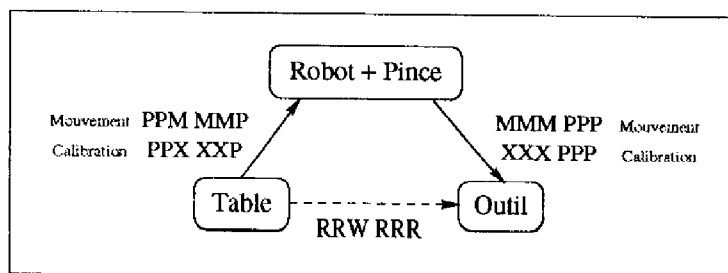 Robot + Pince
Mouvement PPM MMP
Calibration PPX XXP
MMM PPP Mouvement
XXX PPP Calibration
Table
Outil
RRW RRR